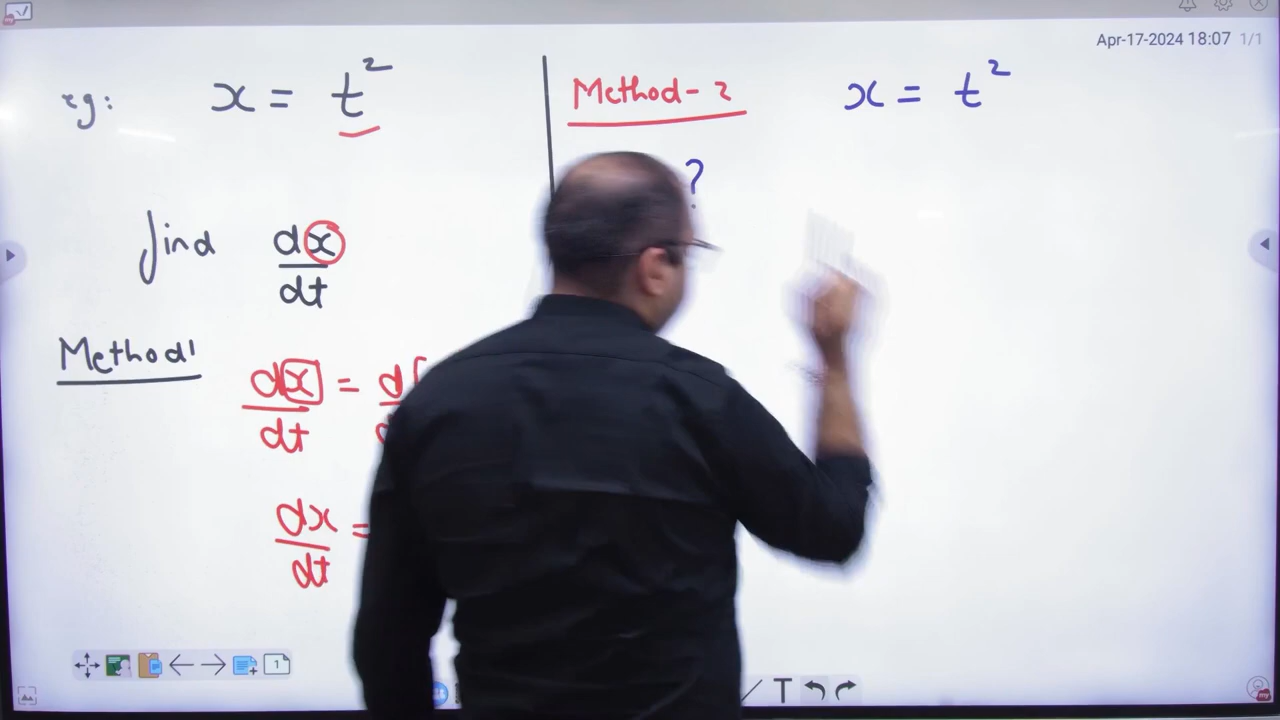 Apr-17-2024 18:07 1/1
eg: x = t²
find dx/dt
Method1
dx/dt = d
dx/dt =
Method-2 x = t²
?
1
T